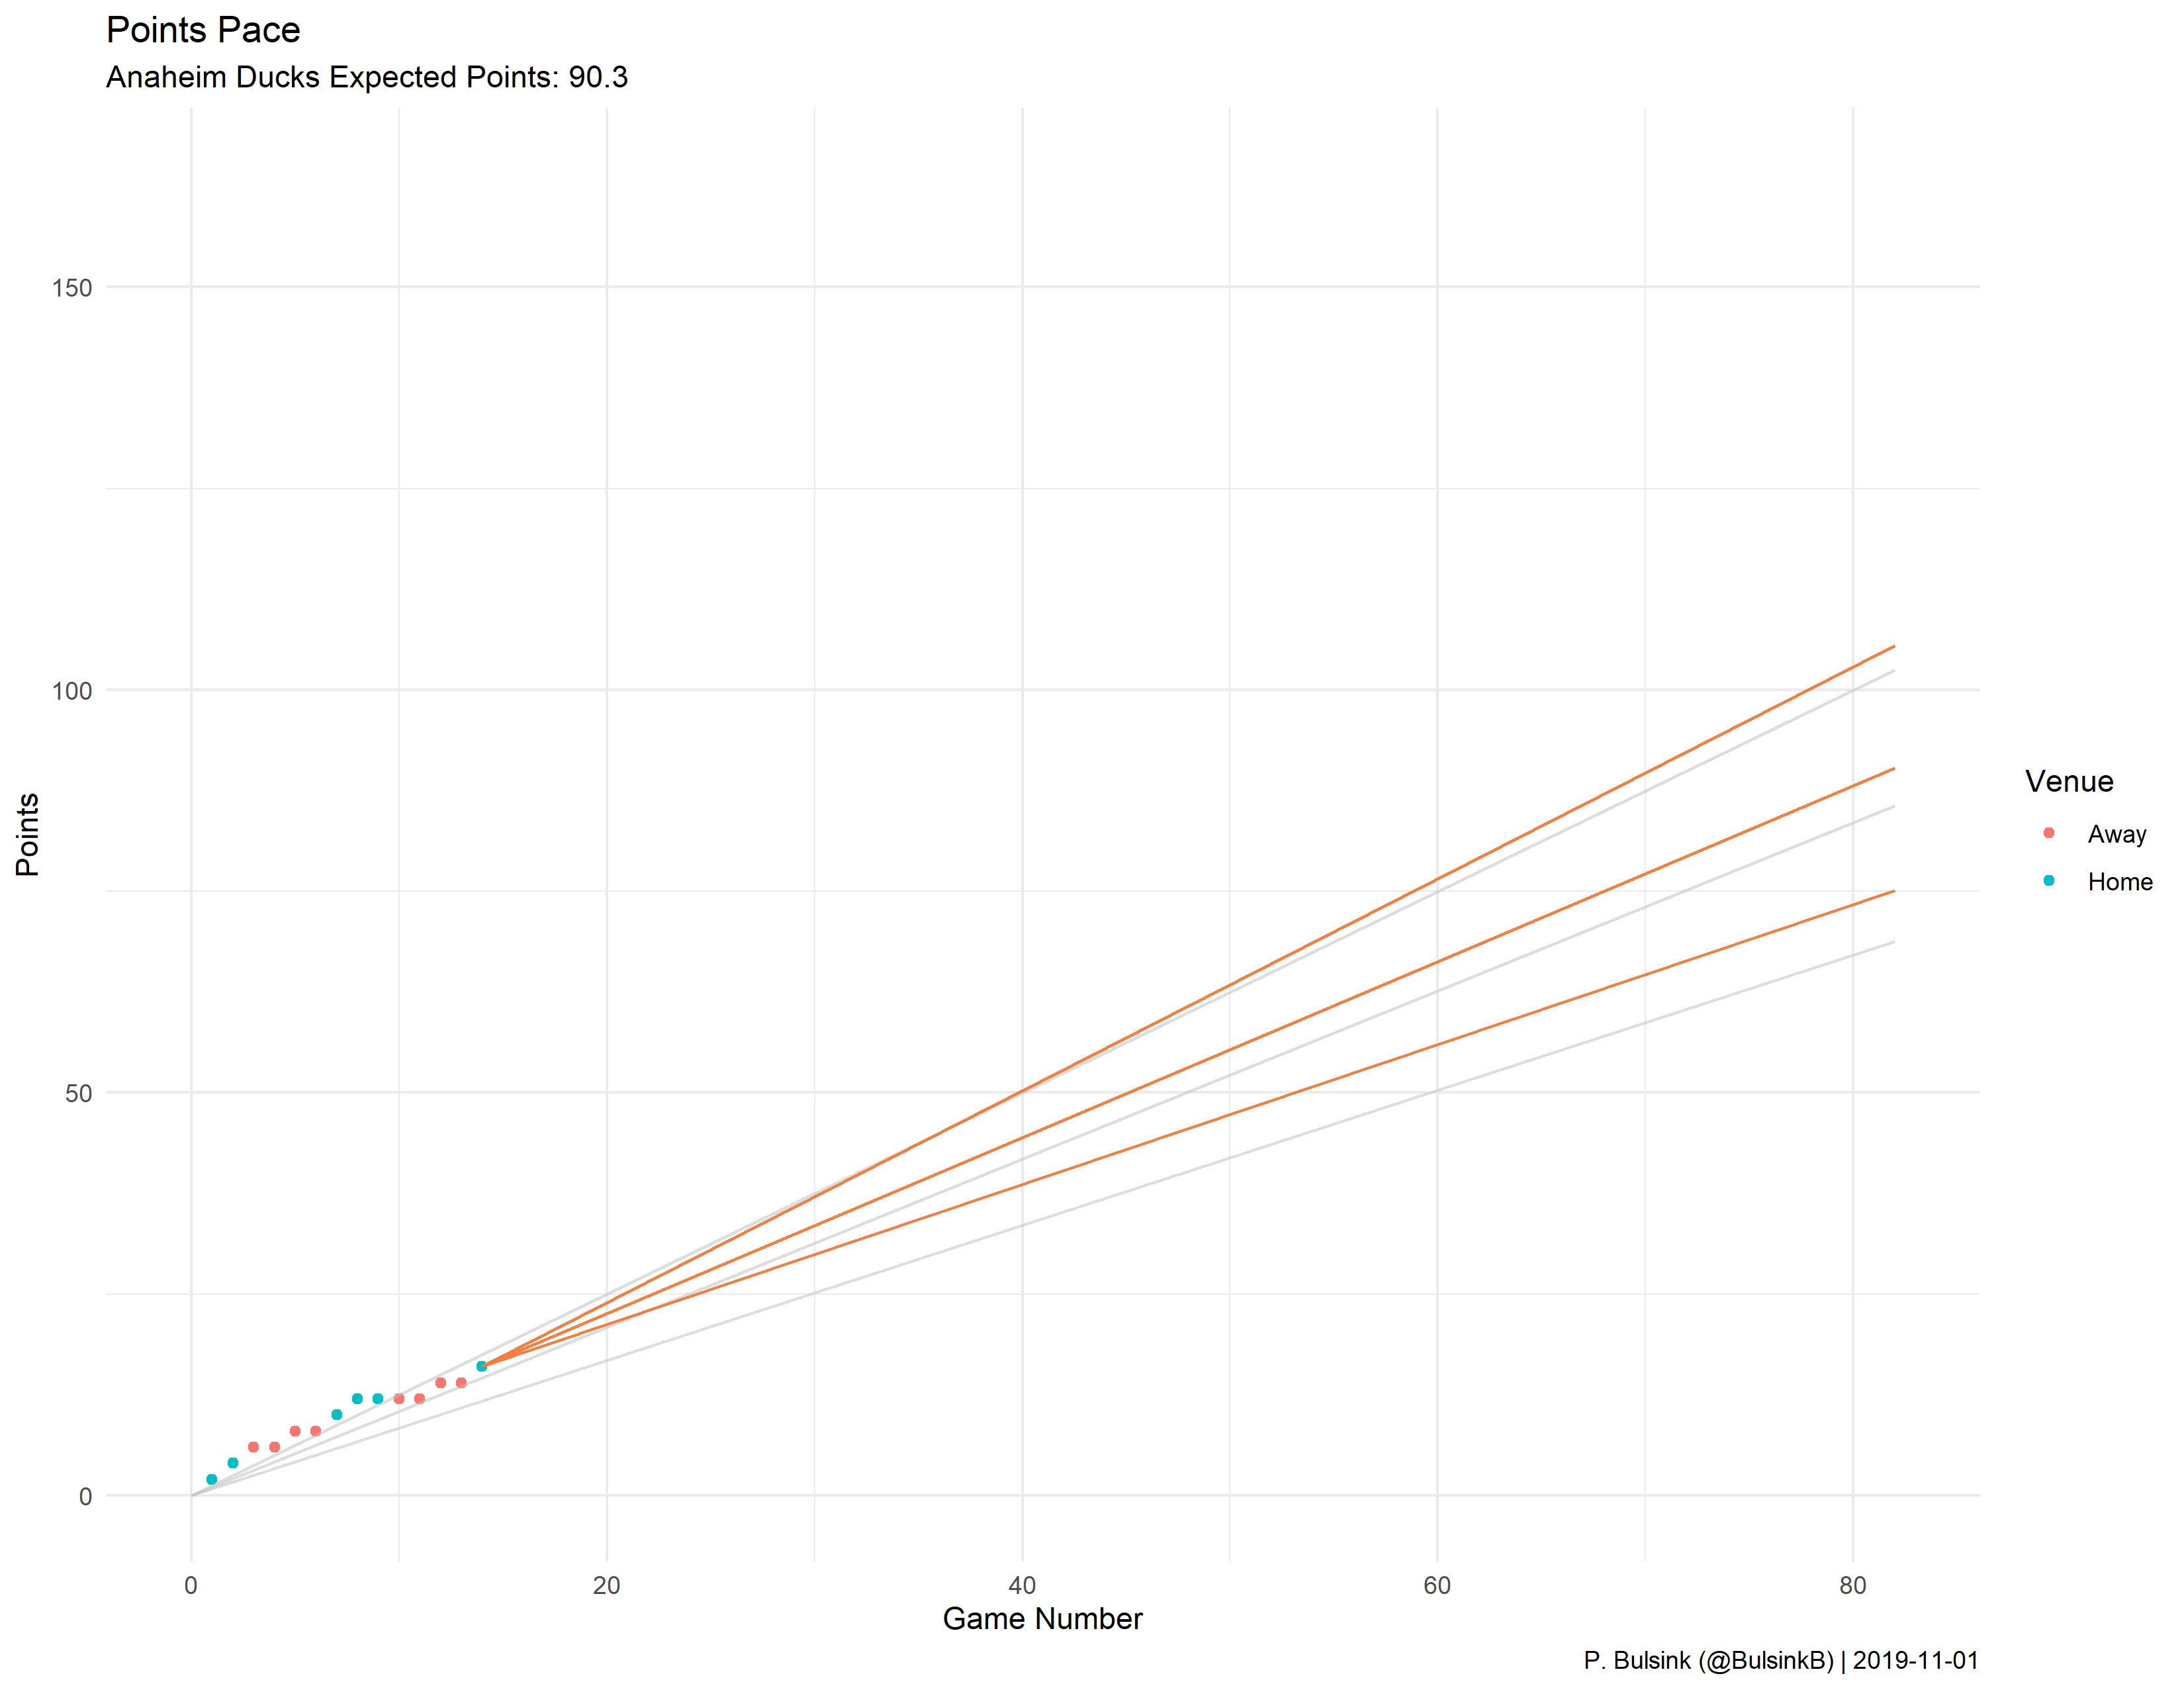 Points Pace
Anaheim Ducks Expected Points: 90.3
150
100
50
0
Points
0 20 40 60 80
Game Number
Venue
Away
Home
P. Bulsink (@BulsinkB) | 2019-11-01